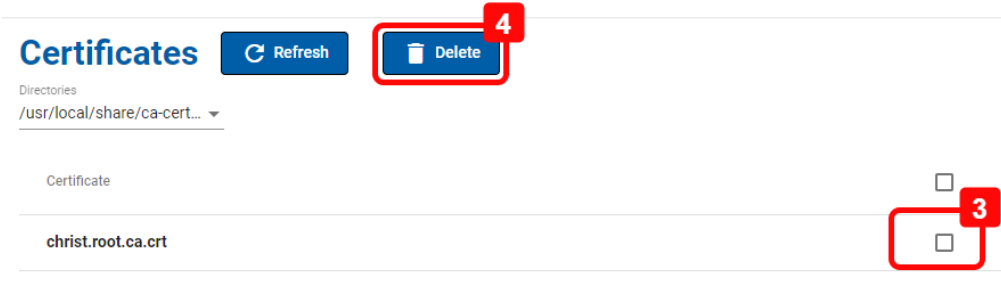 4
Certificates Refresh Delete
Directories
/usr/local/share/ca-cert...
Certificate
3
christ.root.ca.crt